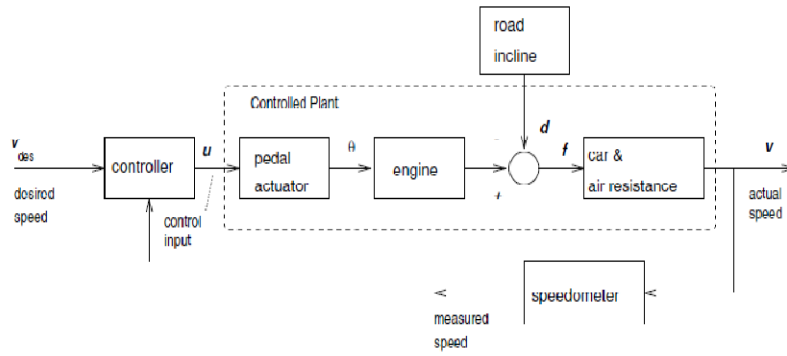 road
incline
Controlled Plant
v
des
desired
speed
controller
u
control
input
pedal
actuator
θ
engine
−
+
d
f
car &
air resistance
v
actual
speed
speedometer
measured
speed